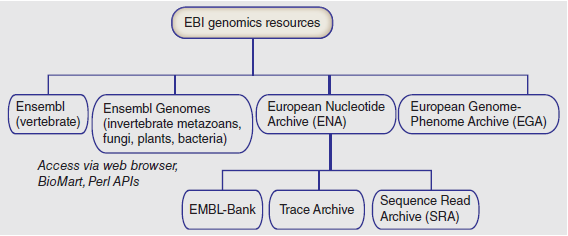 EBI genomics resources
Ensembl
(vertebrate)
Ensembl Genomes
(invertebrate metazoans,
fungi, plants, bacteria)
European Nucleotide
Archive (ENA)
European Genome-
Phenome Archive (EGA)
Access via web browser,
BioMart, Perl APIs
EMBL-Bank
Trace Archive
Sequence Read
Archive (SRA)